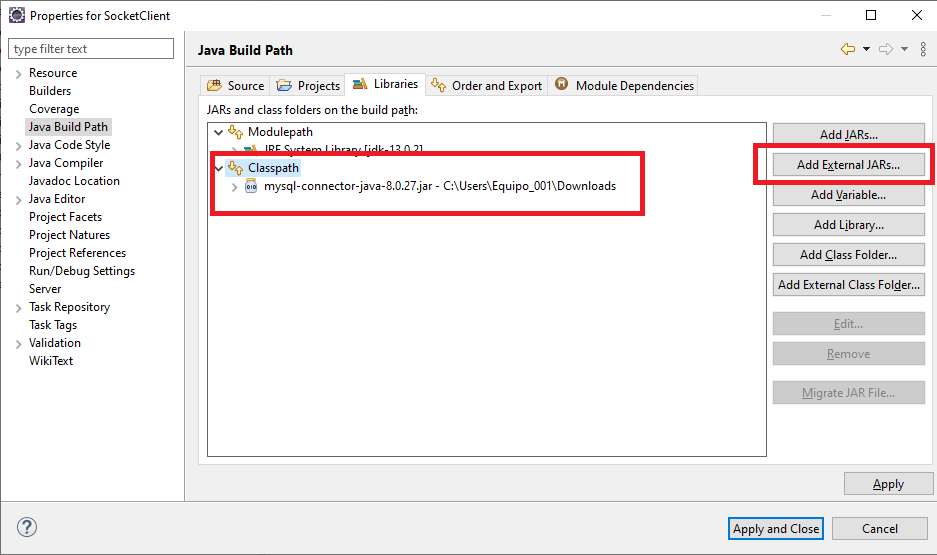 Properties for SocketClient
type filter text
Resource
Builders
Coverage
Java Build Path
Java Code Style
Java Compiler
Javadoc Location
Java Editor
Project Facets
Project Natures
Project References
Run/Debug Settings
Server
Task Repository
Task Tags
Validation
WikiText
Java Build Path
Source Projects Libraries Order and Export Module Dependencies
JARs and class folders on the build path:
Modulepath
JRE System Library [jdk-13.0.2]
Classpath
mysql-connector-java-8.0.27.jar - C:\Users\Equipo_001\Downloads
Add JARs...
Add External JARs...
Add Variable...
Add Library...
Add Class Folder...
Add External Class Folder...
Edit...
Remove
Migrate JAR File...
Apply
?
Apply and Close
Cancel